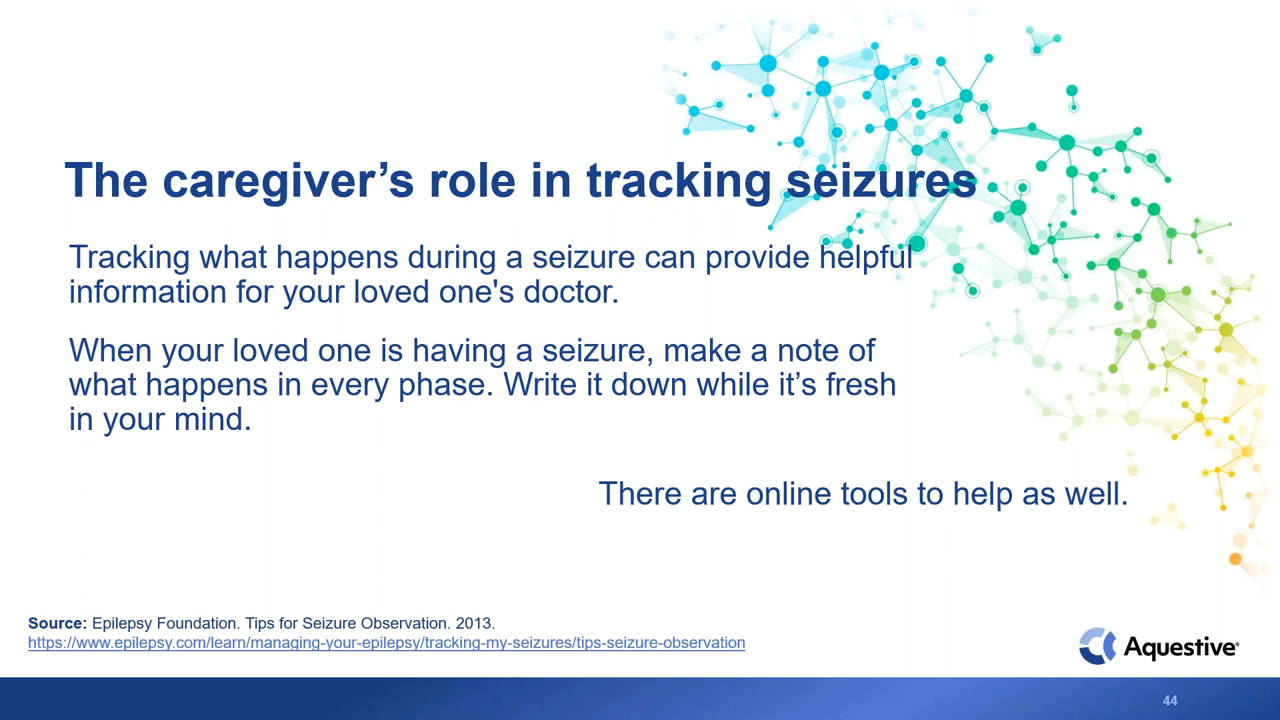 The caregiver’s role in tracking seizures
Tracking what happens during a seizure can provide helpful
information for your loved one's doctor.
When your loved one is having a seizure, make a note of
what happens in every phase. Write it down while it’s fresh
in your mind.
There are online tools to help as well.
Source: Epilepsy Foundation. Tips for Seizure Observation. 2013.
https://www.epilepsy.com/learn/managing-your-epilepsy/tracking-my-seizures/tips-seizure-observation
Aquestive®
44